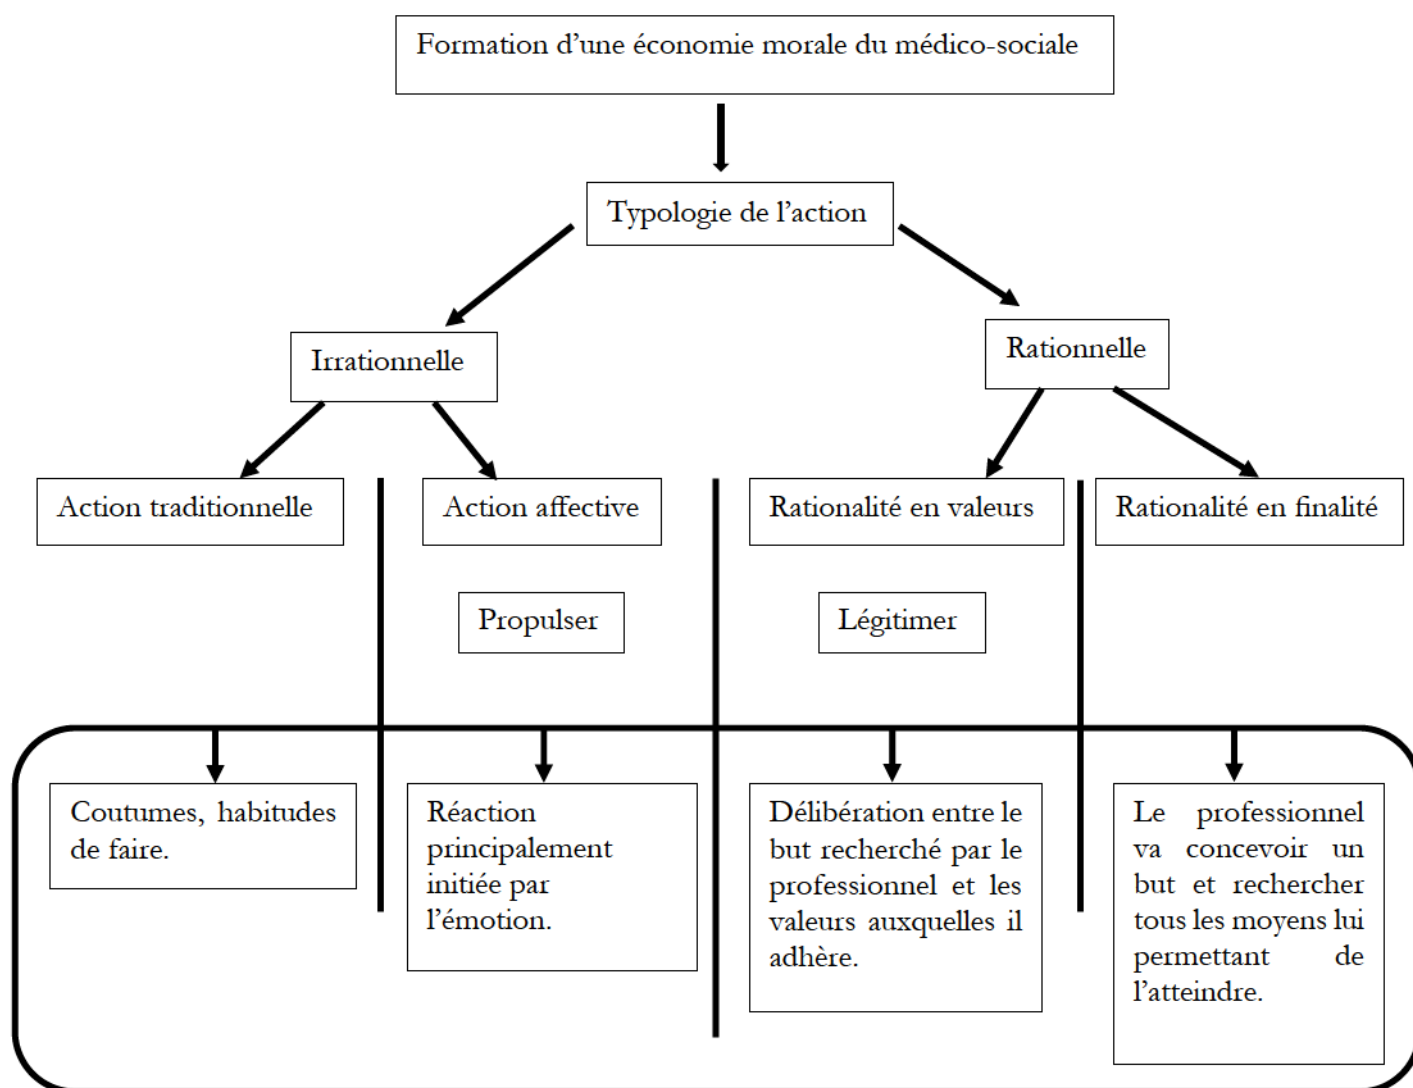 Formation d’une économie morale du médico-sociale
Typologie de l’action
Irrationnelle
Rationnelle
Action traditionnelle
Action affective
Rationalité en valeurs
Rationalité en finalité
Propulser
Légitimer
Coutumes, habitudes
de faire.
Réaction
principalement
initiée par
l’émotion.
Délibération entre le
but recherché par le
professionnel et les
valeurs auxquelles il
adhère.
Le professionnel
va concevoir un
but et rechercher
tous les moyens lui
permettant de
l’atteindre.